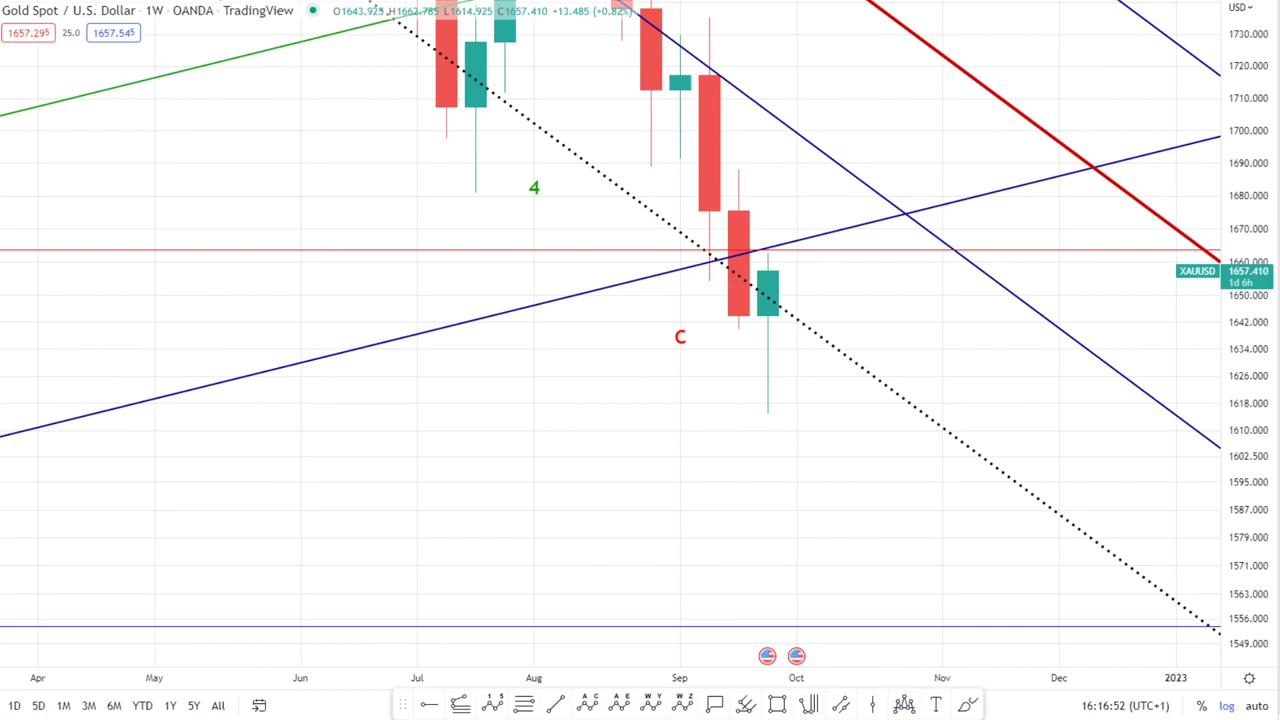 Gold Spot / U.S. Dollar · 1W · OANDA · TradingView
O1643.925 H1662.785 L1614.925 C1657.410 +13.485 (+0.82%)
USD
1657.295
25.0
1657.545
1730.000
1720.000
1710.000
1700.000
1690.000
4
1680.000
1670.000
1660.000
XAUUSD
1657.410
1d 6h
1650.000
1642.000
C
1634.000
1626.000
1618.000
1610.000
1602.500
1595.000
1587.000
1579.000
1571.000
1563.000
1556.000
1549.000
Apr May Jun Jul Aug Sep Oct Nov Dec 2023
1D 5D 1M 3M 6M YTD 1Y 5Y All
1 5
A C
A E
W Y
W Z
T
16:16:52 (UTC+1)
% log auto